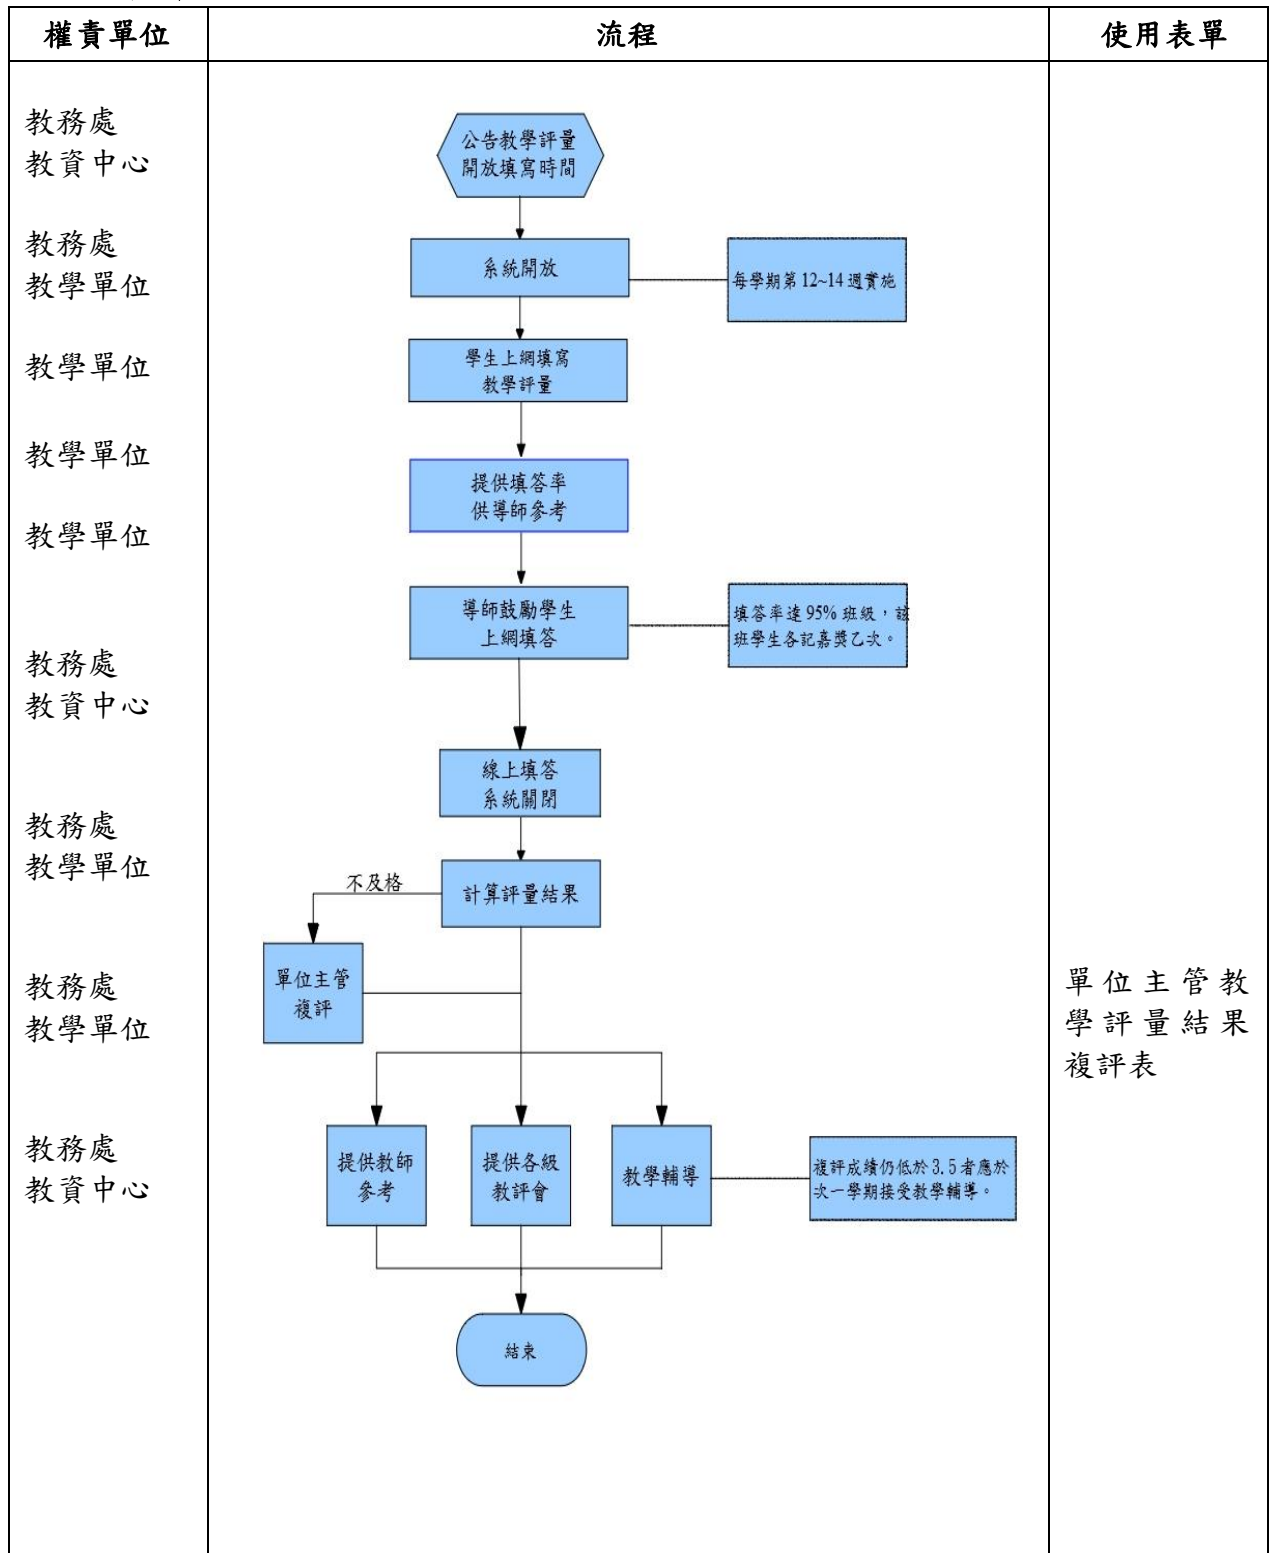 權責單位
流程
使用表單
教務處
教資中心
公告教學評量
開放填寫時間
教務處
教學單位
系統開放
每學期第12~14週實施
教學單位
學生上網填寫
教學評量
教學單位
提供填答率
供導師參考
教學單位
導師鼓勵學生
上網填答
填答率達95%班級，該
班學生各記嘉獎乙次。
教務處
教資中心
線上填答
系統關閉
教務處
教學單位
不及格
計算評量結果
教務處
教學單位
單位主管
複評
單位主管教
學評量結果
複評表
教務處
教資中心
提供教師
參考
提供各級
教評會
教學輔導
複評成績仍低於3.5者應於
次一學期接受教學輔導。
結束